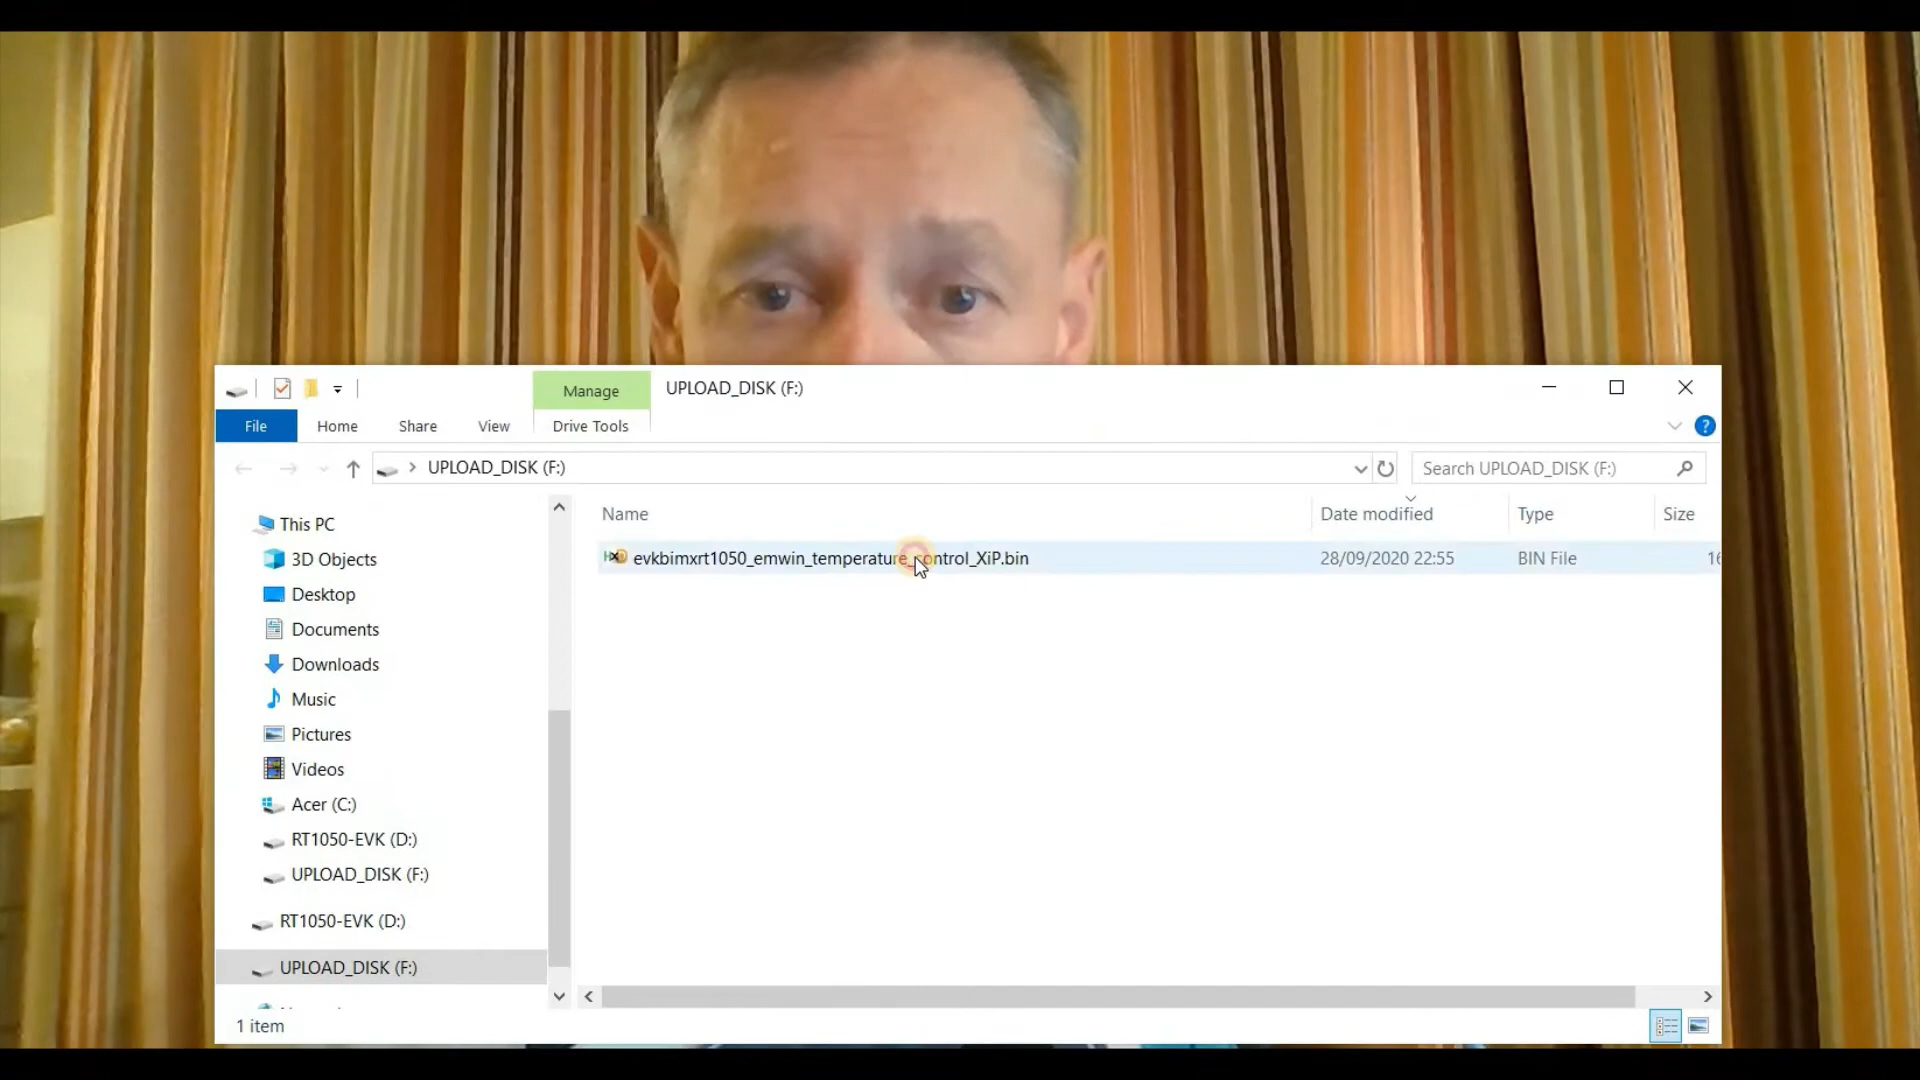 Manage
UPLOAD_DISK (F:)
File
Home
Share
View
Drive Tools
?
UPLOAD_DISK (F:)
Search UPLOAD_DISK (F:)
This PC
3D Objects
Desktop
Documents
Downloads
Music
Pictures
Videos
Acer (C:)
RT1050-EVK (D:)
UPLOAD_DISK (F:)
RT1050-EVK (D:)
UPLOAD_DISK (F:)
Name
Date modified
Type
Size
evkbimxrt1050_emwin_temperature_control_XiP.bin
28/09/2020 22:55
BIN File
1 item